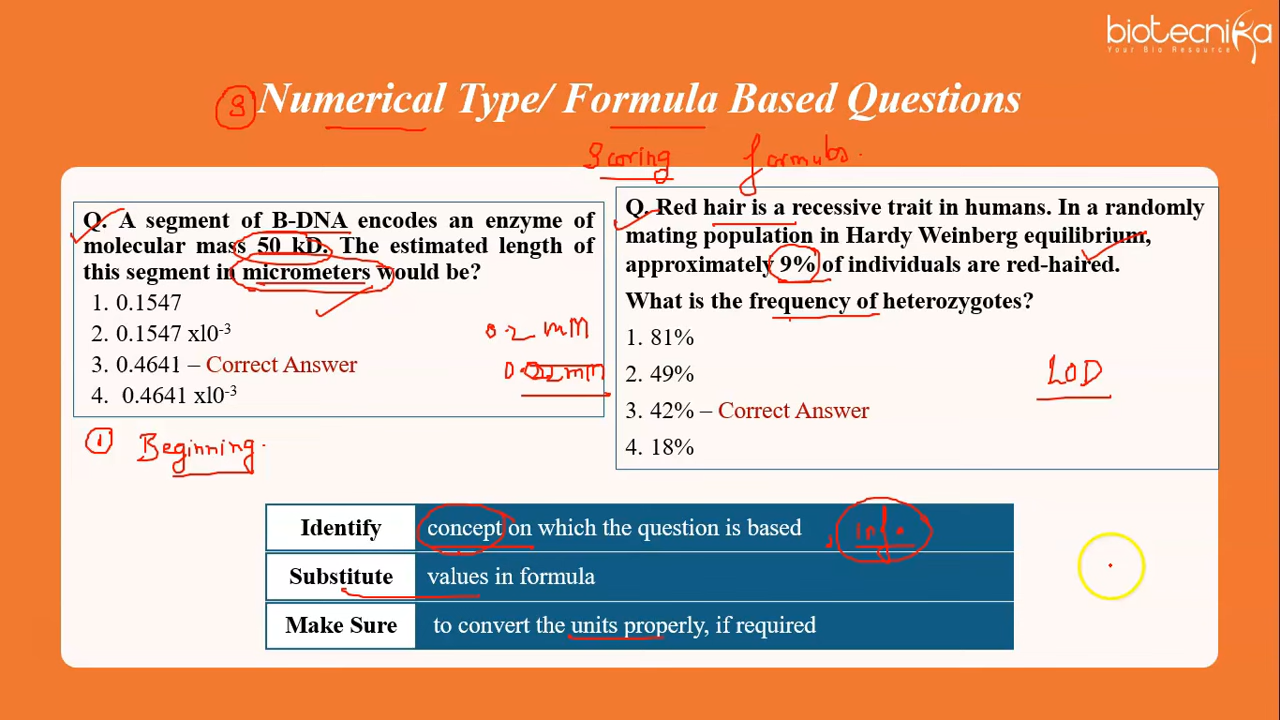 biotecnika
Your Bio Resource
3 Numerical Type/ Formula Based Questions
Scoring formulas.
Q. A segment of B-DNA encodes an enzyme of
molecular mass 50 kD. The estimated length of
this segment in micrometers would be?
1. 0.1547
2. 0.1547 xl0-3
3. 0.4641 – Correct Answer
4. 0.4641 xl0-3
0.2 mM
① Beginning.
Q. Red hair is a recessive trait in humans. In a randomly
mating population in Hardy Weinberg equilibrium,
approximately 9% of individuals are red-haired.
What is the frequency of heterozygotes?
1. 81%
2. 49%
3. 42% – Correct Answer
4. 18%
LOD
Identify concept on which the question is based , info.
Substitute values in formula
Make Sure to convert the units properly, if required